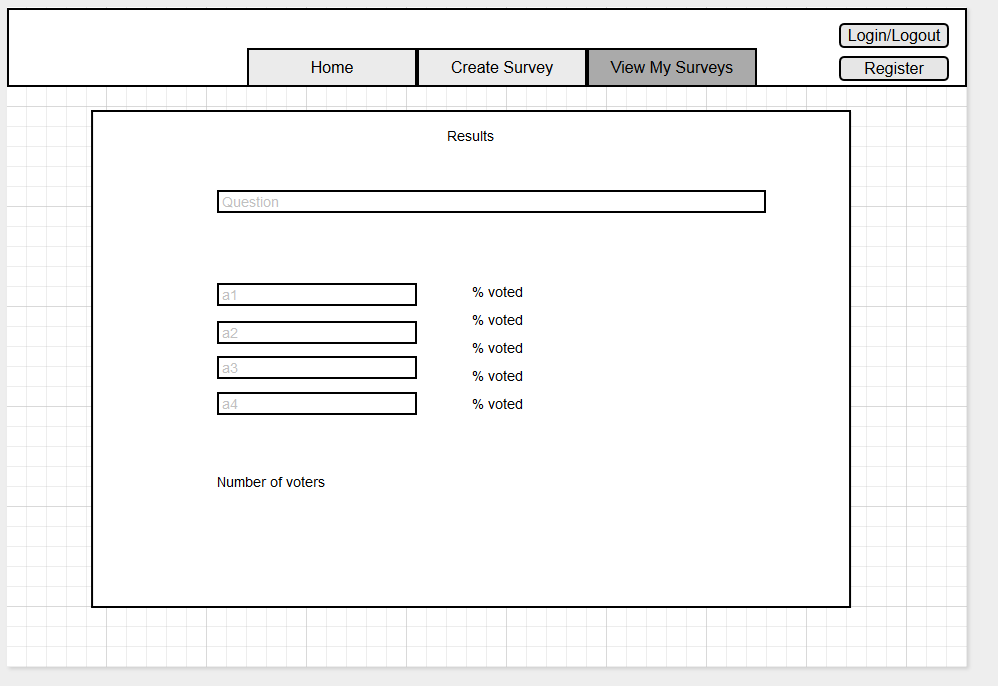 Login/Logout
Home
Create Survey
View My Surveys
Register
Results
Question
a1
% voted
% voted
a2
% voted
a3
% voted
a4
% voted
Number of voters